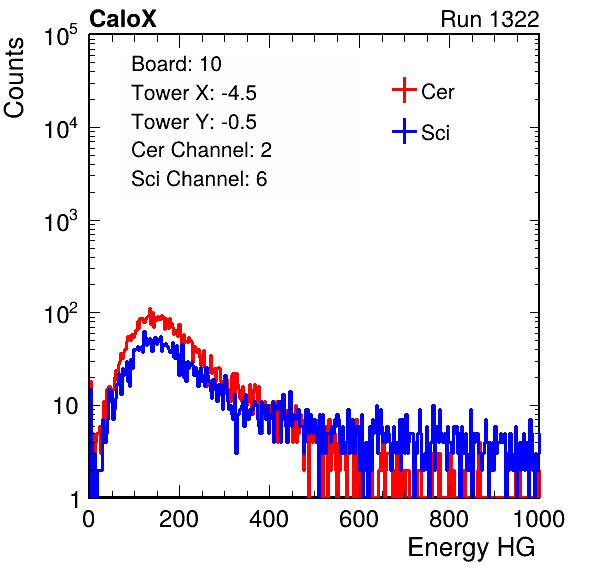 CaloX Run 1322
Counts
10^5
10^4
10^3
10^2
10
1
Board: 10
Tower X: -4.5
Tower Y: -0.5
Cer Channel: 2
Sci Channel: 6
Cer
Sci
0 200 400 600 800 1000
Energy HG